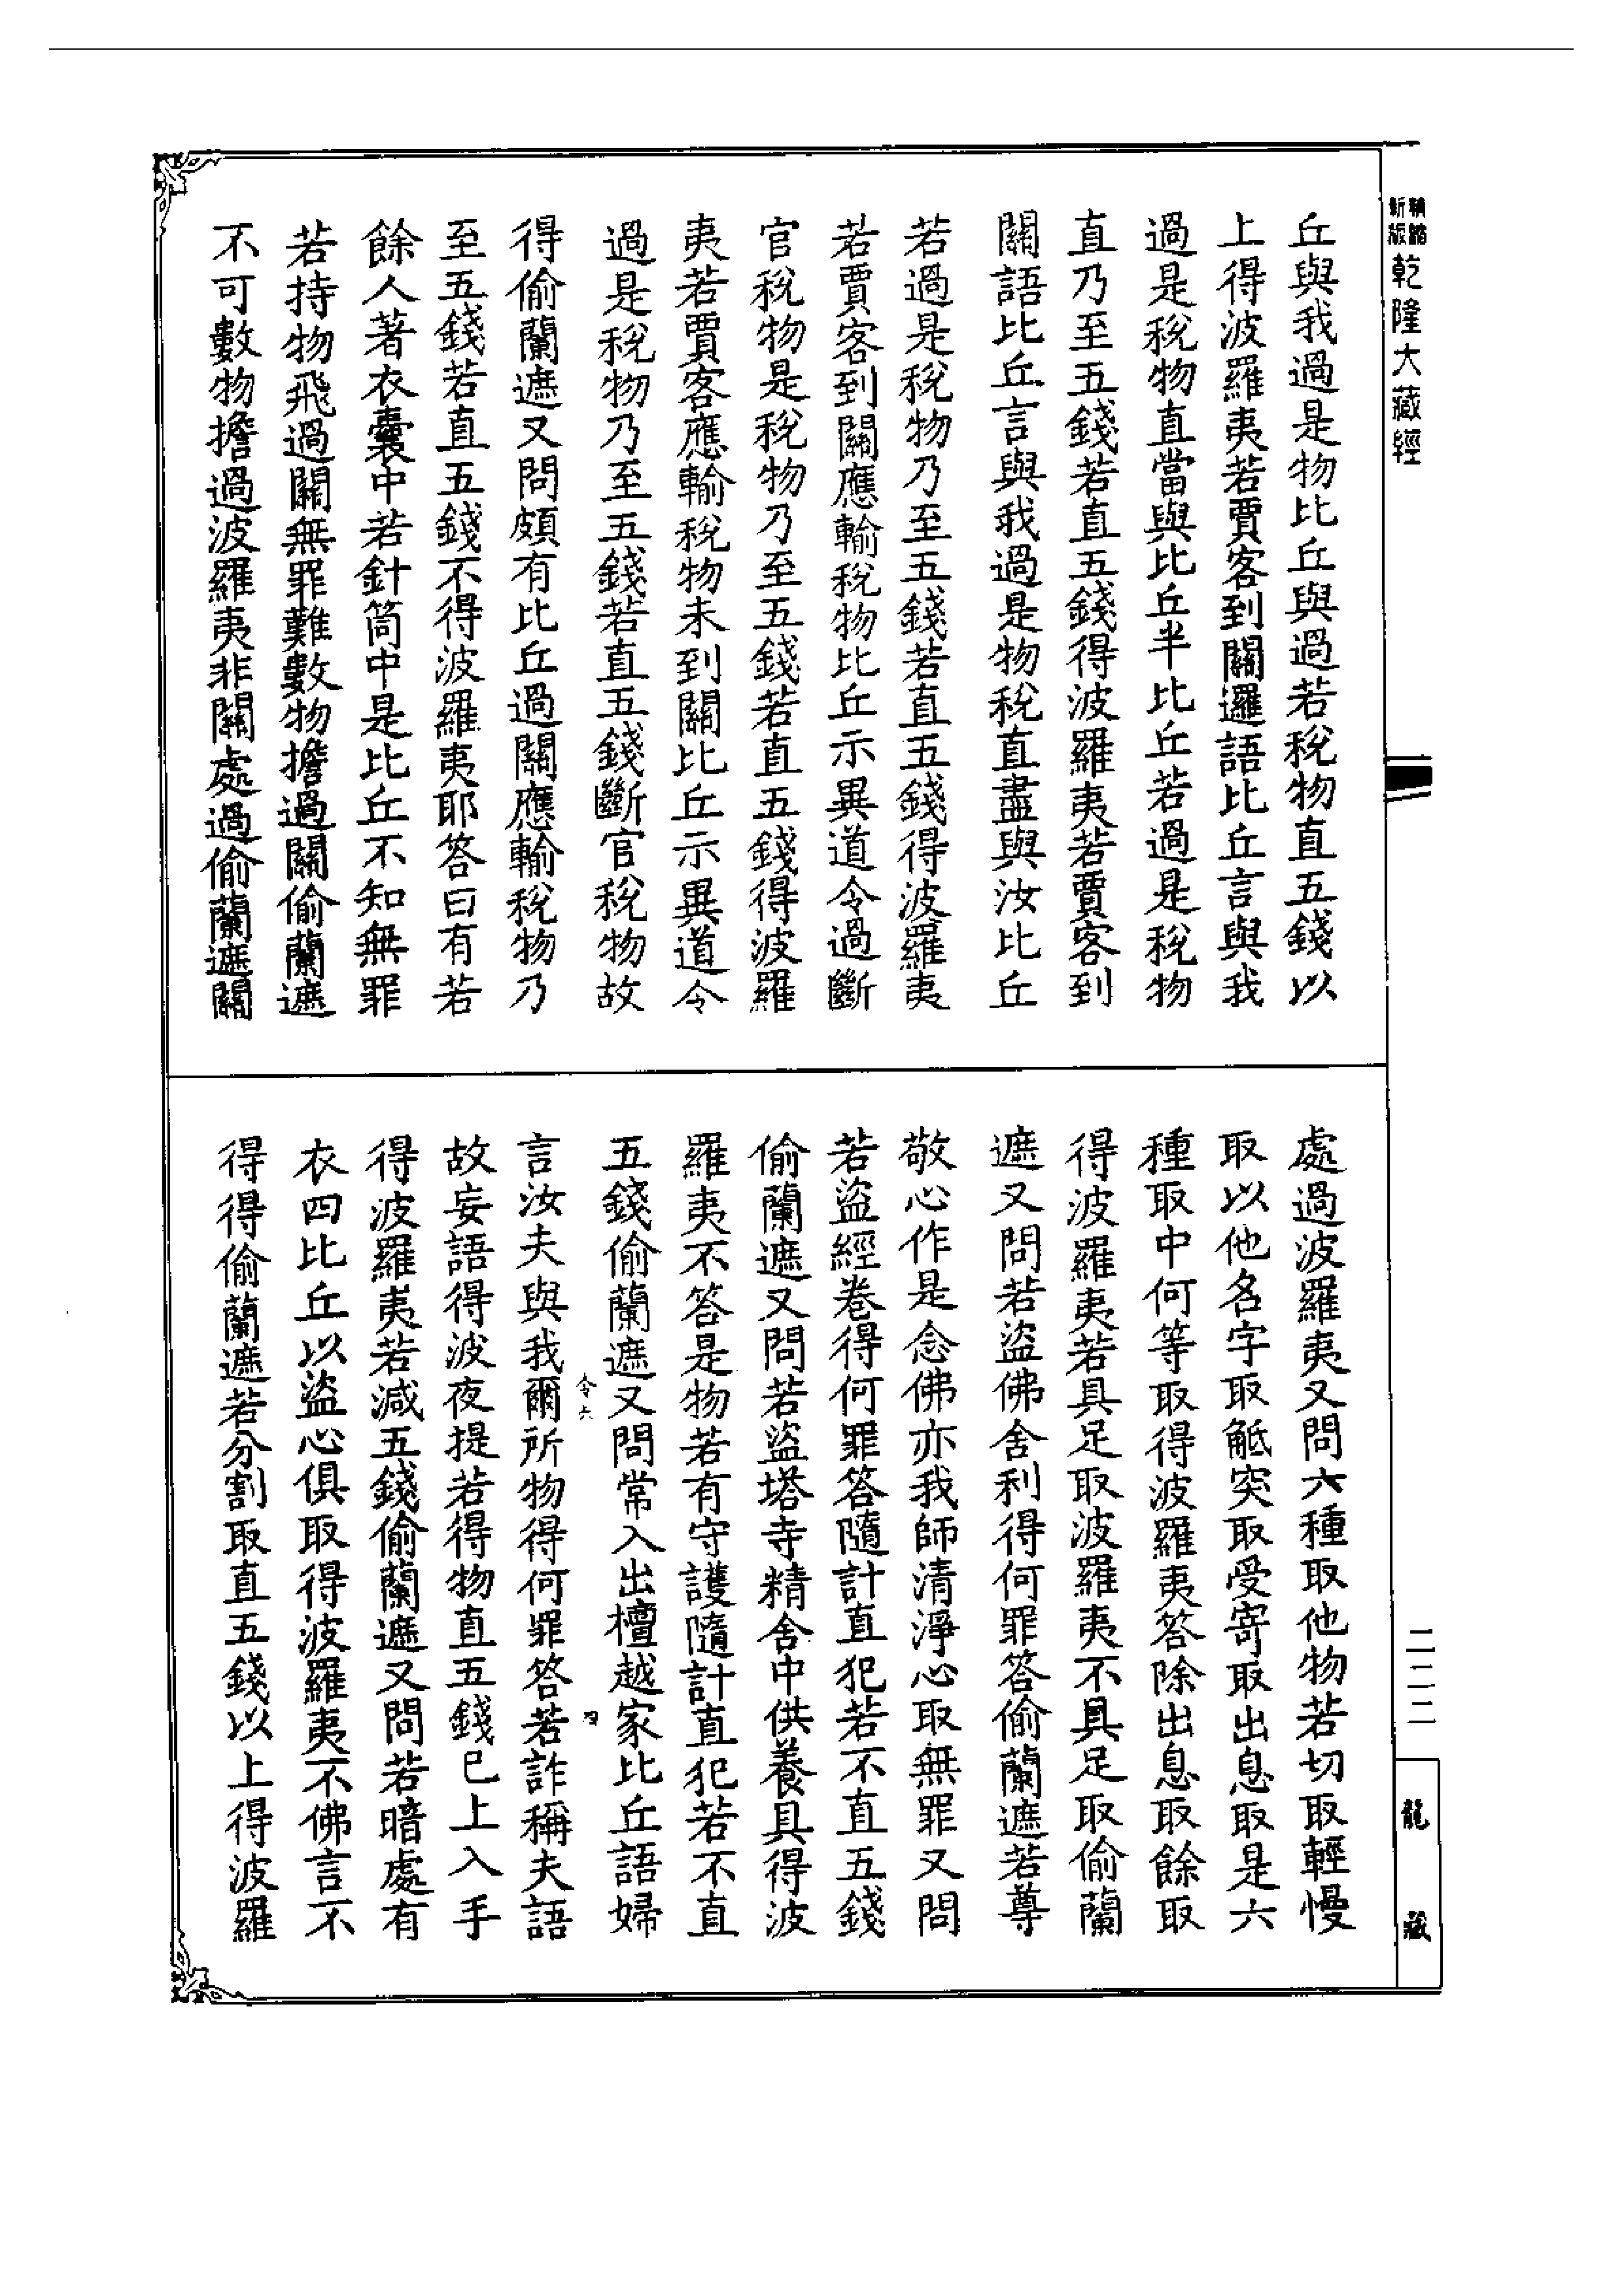 精縮新版乾隆大藏經
丘與我過是物比丘與過若稅物直五錢以
上得波羅夷若賈客到關邏語比丘言與我
過是稅物直當與比丘半比丘若過是稅物
直乃至五錢若直五錢得波羅夷若賈客到
關語比丘言與我過是物稅直盡與汝比丘
若過是稅物乃至五錢若直五錢得波羅夷
若賈客到關應輸稅物比丘示異道令過斷
官稅物是稅物乃至五錢若直五錢得波羅
夷若賈客應輸稅物未到關比丘示異道令
過是稅物乃至五錢若直五錢斷官稅物故
得偷蘭遮又問頗有比丘過關應輸稅物乃
至五錢若直五錢不得波羅夷耶答曰有若
餘人著衣囊中若針筒中是比丘不知無罪
若持物飛過關無罪難數物擔過關偷蘭遮
不可數物擔過波羅夷非關處過偷蘭遮關
處過波羅夷又問六種取他物若切取輕慢
取以他名字取觝突取受寄取出息取是六
種取中何等取得波羅夷答除出息取餘取
得波羅夷若具足取波羅夷不具足取偷蘭
遮又問若盜佛舍利得何罪答偷蘭遮若尊
敬心作是念佛亦我師清淨心取無罪又問
若盜經卷得何罪答隨計直犯若不直五錢
偷蘭遮又問若盜塔寺精舍中供養具得波
羅夷不答是物若有守護隨計直犯若不直
五錢偷蘭遮又問常入出檀越家比丘語婦
令六
四
言汝夫與我爾所物得何罪答若詐稱夫語
故妄語得波夜提若得物直五錢已上入手
得波羅夷若減五錢偷蘭遮又問若暗處有
衣四比丘以盜心俱取得波羅夷不佛言不
得得偷蘭遮若分割取直五錢以上得波羅
二二二
龍藏